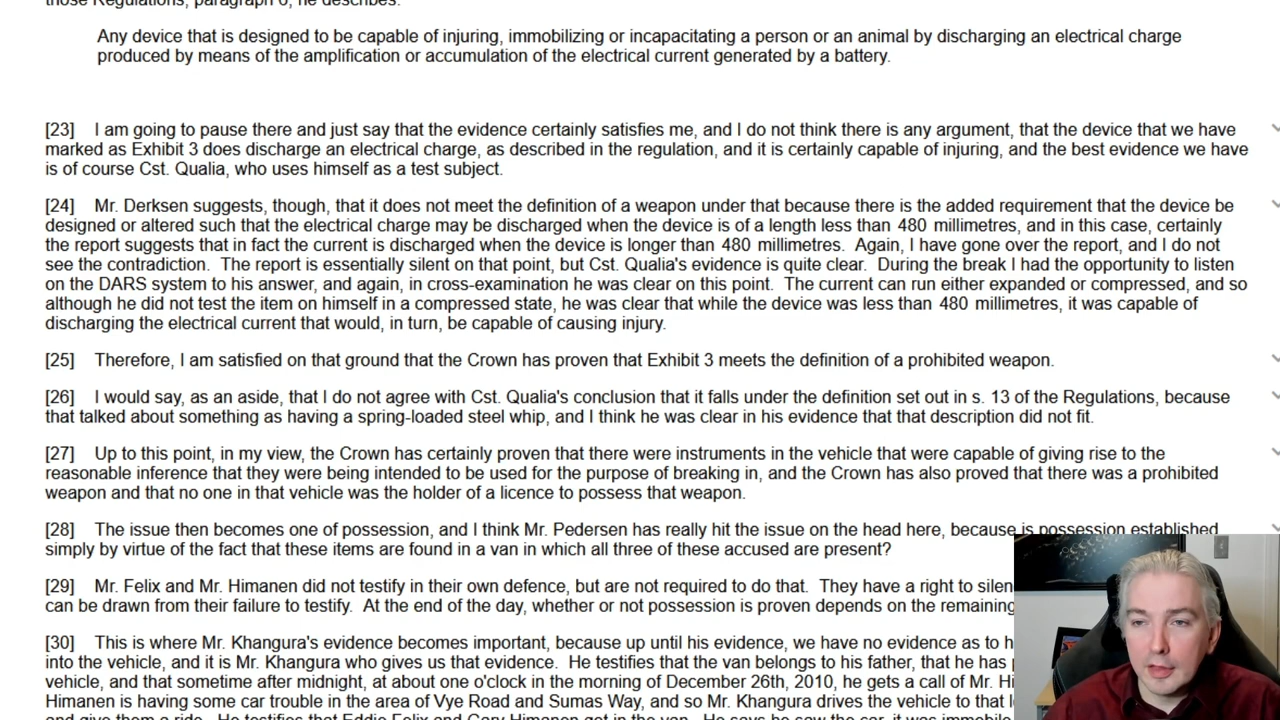 those Regulations, paragraph 6, he describes:
Any device that is designed to be capable of injuring, immobilizing or incapacitating a person or an animal by discharging an electrical charge
produced by means of the amplification or accumulation of the electrical current generated by a battery.
[23] I am going to pause there and just say that the evidence certainly satisfies me, and I do not think there is any argument, that the device that we have
marked as Exhibit 3 does discharge an electrical charge, as described in the regulation, and it is certainly capable of injuring, and the best evidence we have
is of course Cst. Qualia, who uses himself as a test subject.
[24] Mr. Derksen suggests, though, that it does not meet the definition of a weapon under that because there is the added requirement that the device be
designed or altered such that the electrical charge may be discharged when the device is of a length less than 480 millimetres, and in this case, certainly
the report suggests that in fact the current is discharged when the device is longer than 480 millimetres. Again, I have gone over the report, and I do not
see the contradiction. The report is essentially silent on that point, but Cst. Qualia's evidence is quite clear. During the break I had the opportunity to listen
on the DARS system to his answer, and again, in cross-examination he was clear on this point. The current can run either expanded or compressed, and so
although he did not test the item on himself in a compressed state, he was clear that while the device was less than 480 millimetres, it was capable of
discharging the electrical current that would, in turn, be capable of causing injury.
[25] Therefore, I am satisfied on that ground that the Crown has proven that Exhibit 3 meets the definition of a prohibited weapon.
[26] I would say, as an aside, that I do not agree with Cst. Qualia's conclusion that it falls under the definition set out in s. 13 of the Regulations, because
that talked about something as having a spring-loaded steel whip, and I think he was clear in his evidence that that description did not fit.
[27] Up to this point, in my view, the Crown has certainly proven that there were instruments in the vehicle that were capable of giving rise to the
reasonable inference that they were being intended to be used for the purpose of breaking in, and the Crown has also proved that there was a prohibited
weapon and that no one in that vehicle was the holder of a licence to possess that weapon.
[28] The issue then becomes one of possession, and I think Mr. Pedersen has really hit the issue on the head here, because is possession established
simply by virtue of the fact that these items are found in a van in which all three of these accused are present?
[29] Mr. Felix and Mr. Himanen did not testify in their own defence, but are not required to do that. They have a right to
can be drawn from their failure to testify. At the end of the day, whether or not possession is proven depends on the remaining
[30] This is where Mr. Khangura's evidence becomes important, because up until his evidence, we have no evidence as to
into the vehicle, and it is Mr. Khangura who gives us that evidence. He testifies that the van belongs to his father, that he has
vehicle, and that sometime after midnight, at about one o'clock in the morning of December 26th, 2010, he gets a call of Mr.
Himanen is having some car trouble in the area of Vye Road and Sumas Way, and so Mr. Khangura drives the vehicle to that
and give them a ride. He testifies that Eddie Felix and Gary Himanen get in the van. He says he saw the car, it was